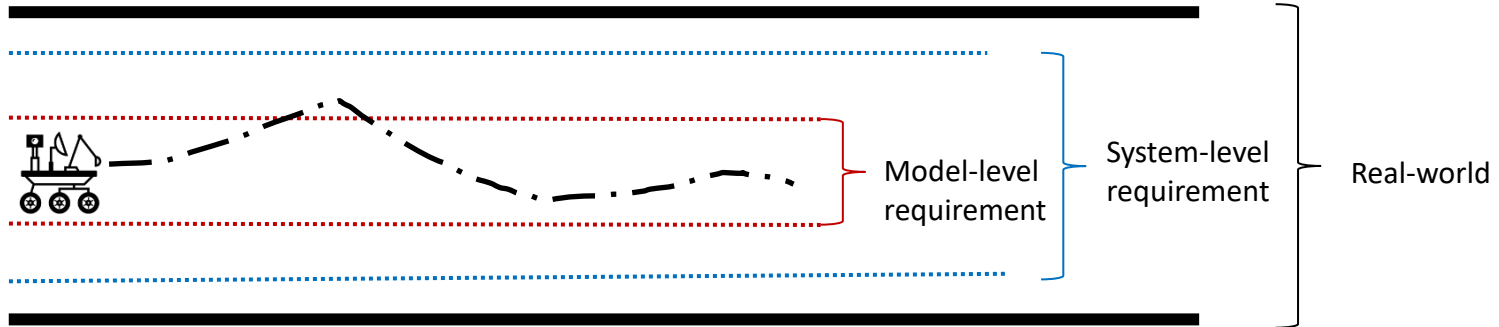 Model-level
requirement
System-level
requirement
Real-world